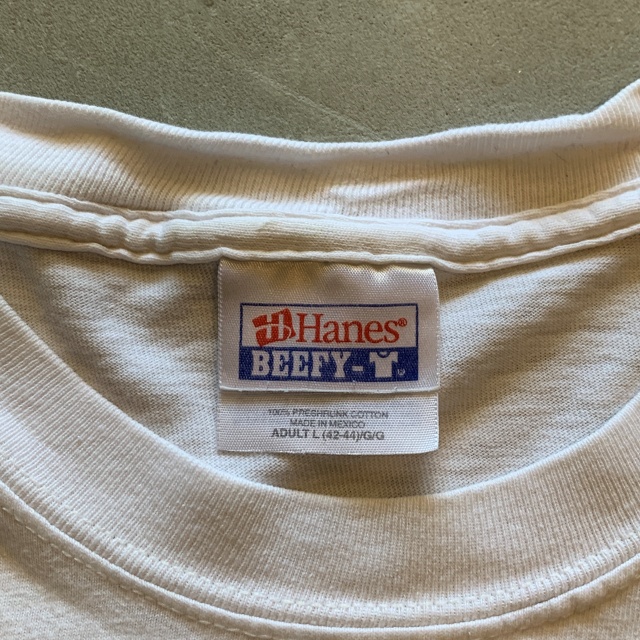 Hanes®
BEEFY-
100% PRESHRUNK COTTON
MADE IN MEXICO
ADULT L (42-44)/G/G